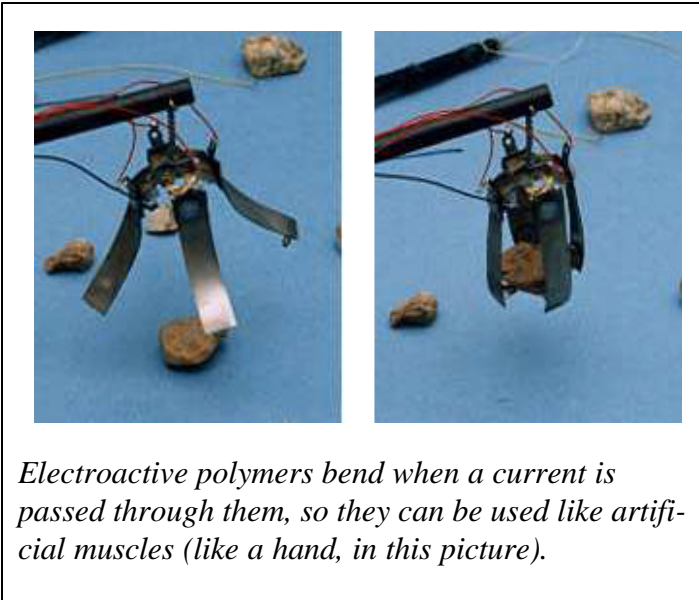 Electroactive polymers bend when a current is
passed through them, so they can be used like artifi-
cial muscles (like a hand, in this picture).